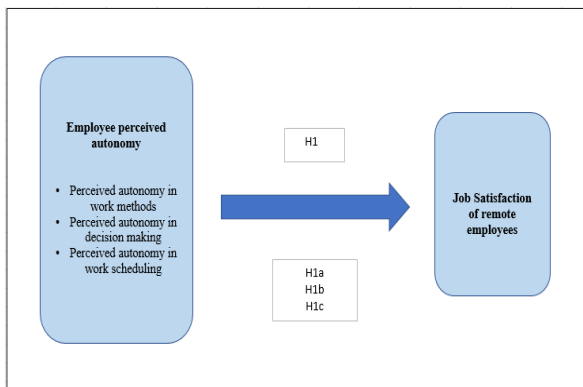 Employee perceived
autonomy
• Perceived autonomy in
work methods
• Perceived autonomy in
decision making
• Perceived autonomy in
work scheduling
H1
H1a
H1b
H1c
Job Satisfaction
of remote
employees